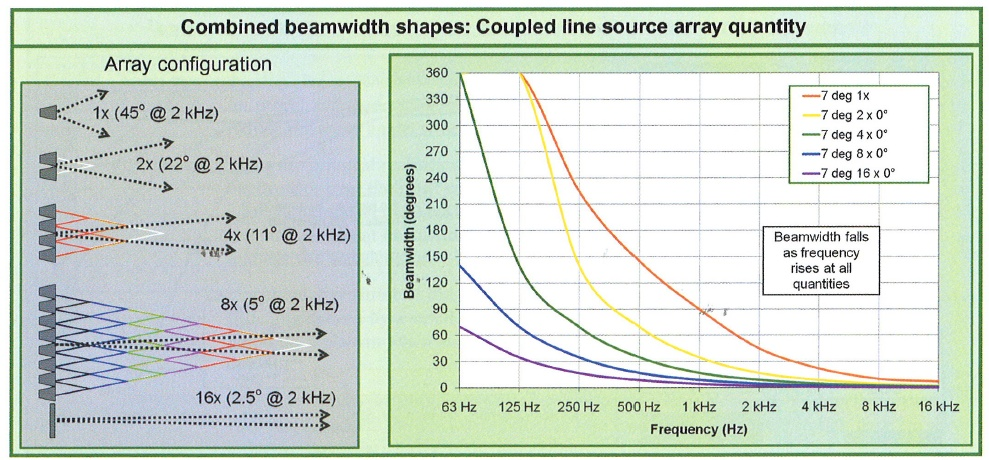 Combined beamwidth shapes: Coupled line source array quantity
Array configuration
1x (45° @ 2 kHz)
2x (22° @ 2 kHz)
4x (11° @ 2 kHz)
8x (5° @ 2 kHz)
16x (2.5° @ 2 kHz)
Beamwidth (degrees)
360
330
300
270
240
210
180
150
120
90
60
30
0
7 deg 1x
7 deg 2 x 0°
7 deg 4 x 0°
7 deg 8 x 0°
7 deg 16 x 0°
Beamwidth falls
as frequency
rises at all
quantities
63 Hz 125 Hz 250 Hz 500 Hz 1 kHz 2 kHz 4 kHz 8 kHz 16 kHz
Frequency (Hz)